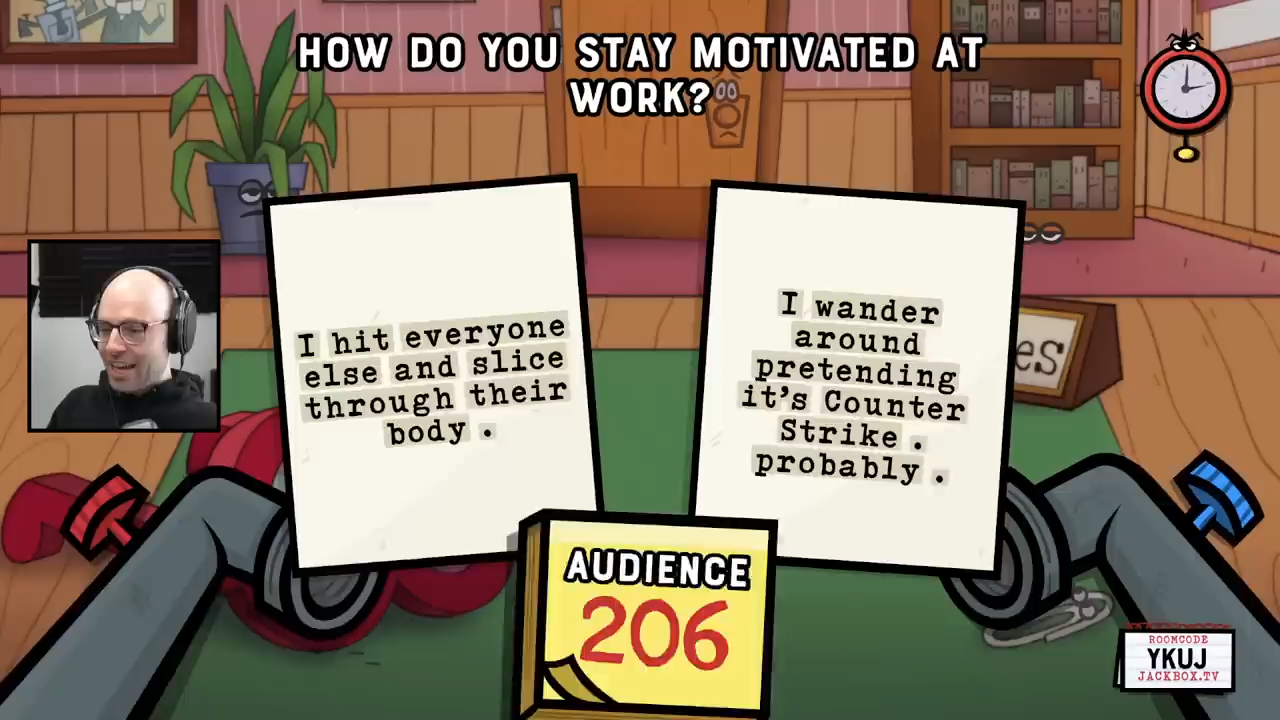 HOW DO YOU STAY MOTIVATED AT
WORK?
I hit everyone
else and slice
through their
body .
I wander
around
pretending
it's Counter
Strike .
probably .
es
AUDIENCE
206
ROOMCODE
YKUJ
JACKBOX.TV